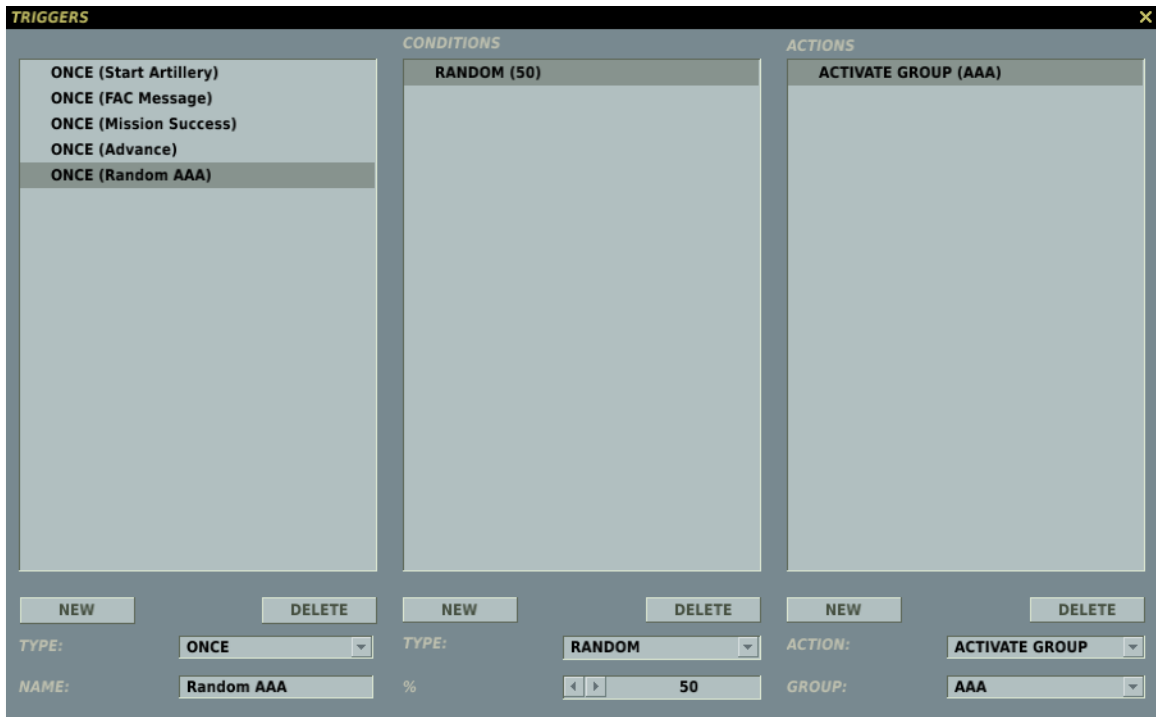 TRIGGERS
CONDITIONS
ACTIONS
ONCE (Start Artillery)
ONCE (FAC Message)
ONCE (Mission Success)
ONCE (Advance)
ONCE (Random AAA)
RANDOM (50)
ACTIVATE GROUP (AAA)
NEW DELETE
NEW DELETE
NEW DELETE
TYPE: ONCE
TYPE: RANDOM
ACTION: ACTIVATE GROUP
NAME: Random AAA
% 50
GROUP: AAA